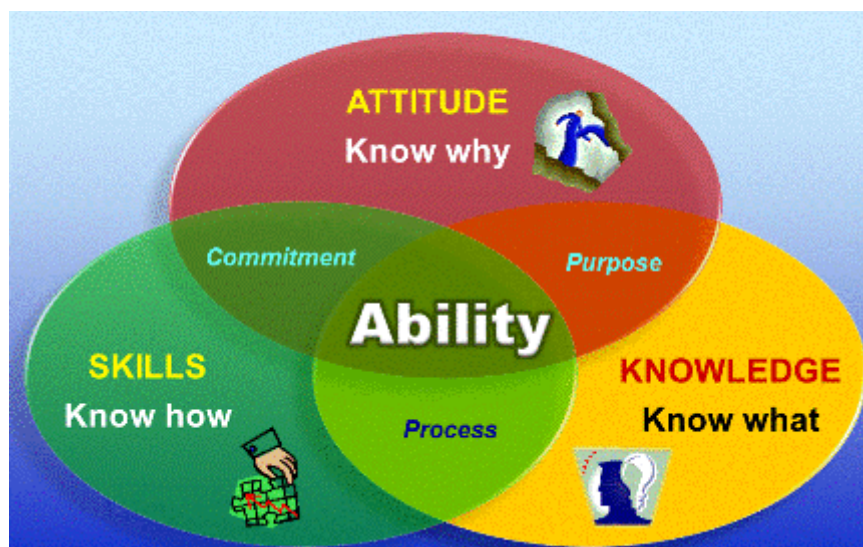 ATTITUDE
Know why
Commitment
Purpose
Ability
SKILLS
Know how
KNOWLEDGE
Know what
Process